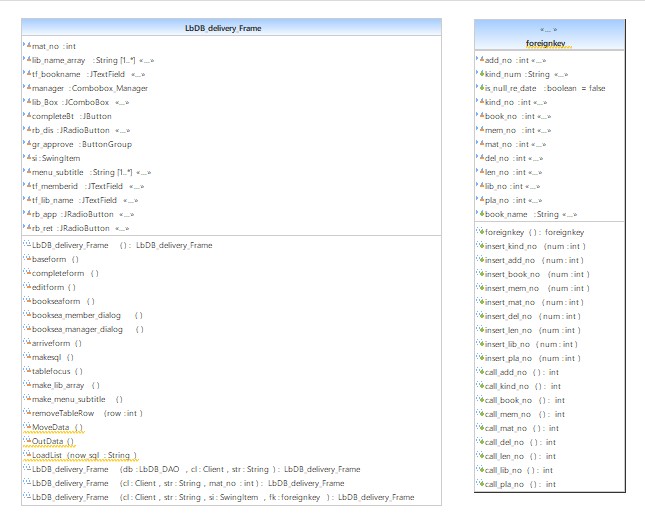 LbDB_delivery_Frame
mat_no : int
lib_name_array : String [1..*] «...»
tf_bookname : JTextField «...»
manager : Combobox_Manager
lib_Box : JComboBox «...»
completeBt : JButton
rb_dis : JRadioButton «...»
gr_approve : ButtonGroup
si : SwingItem
menu_subtitle : String [1..*] «...»
tf_memberid : JTextField «...»
tf_lib_name : JTextField «...»
rb_app : JRadioButton «...»
rb_ret : JRadioButton «...»
LbDB_delivery_Frame ( ) : LbDB_delivery_Frame
baseform ( )
completeform ( )
editform ( )
bookseaform ( )
booksea_member_dialog ( )
booksea_manager_dialog ( )
arriveform ( )
makesql ( )
tablefocus ( )
make_lib_array ( )
make_menu_subtitle ( )
removeTableRow (row : int )
MoveData ( )
OutData ( )
LoadList (now_sql : String )
LbDB_delivery_Frame (db : LbDB_DAO , cl : Client , str : String ) : LbDB_delivery_Frame
LbDB_delivery_Frame (cl : Client , str : String , mat_no : int ) : LbDB_delivery_Frame
LbDB_delivery_Frame (cl : Client , str : String , si : SwingItem , fk : foreignkey ) : LbDB_delivery_Frame
«... »
foreignkey
add_no : int «...»
kind_num : String «...»
is_null_re_date : boolean = false
kind_no : int «...»
book_no : int «...»
mem_no : int «...»
mat_no : int «...»
del_no : int «...»
len_no : int «...»
lib_no : int «...»
pla_no : int «...»
book_name : String «...»
foreignkey ( ) : foreignkey
insert_kind_no (num : int )
insert_add_no (num : int )
insert_book_no (num : int )
insert_mem_no (num : int )
insert_mat_no (num : int )
insert_del_no (num : int )
insert_len_no (num : int )
insert_lib_no (num : int )
insert_pla_no (num : int )
call_add_no ( ) : int
call_kind_no ( ) : int
call_book_no ( ) : int
call_mem_no ( ) : int
call_mat_no ( ) : int
call_del_no ( ) : int
call_len_no ( ) : int
call_lib_no ( ) : int
call_pla_no ( ) : int